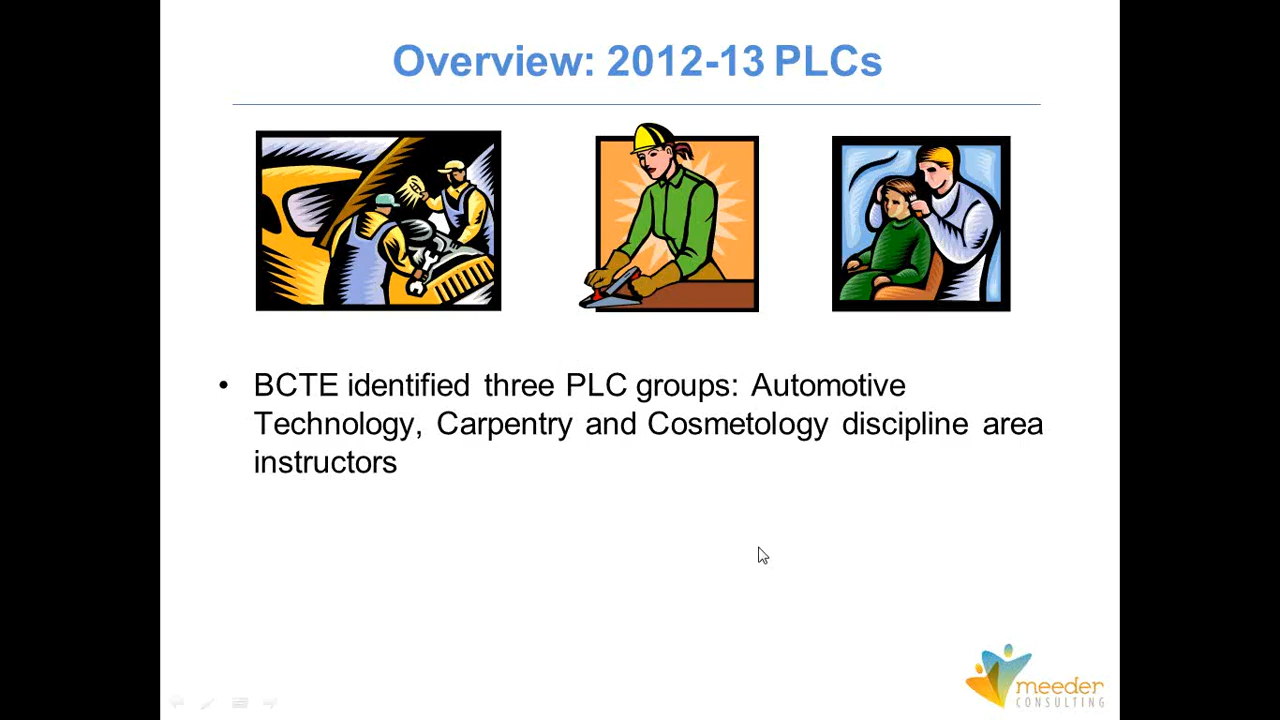 Overview: 2012-13 PLCs
• BCTE identified three PLC groups: Automotive
Technology, Carpentry and Cosmetology discipline area
instructors
meeder
CONSULTING